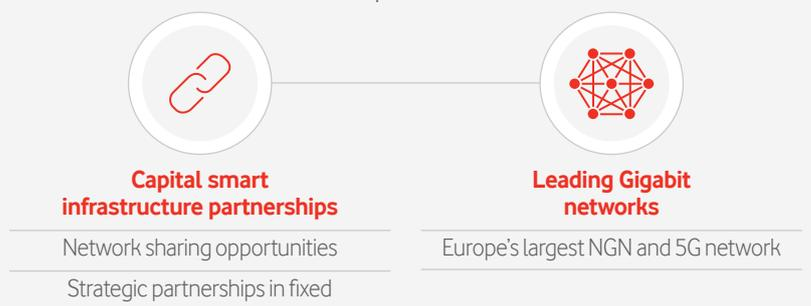 Capital smart
infrastructure partnerships
Network sharing opportunities
Strategic partnerships in fixed
Leading Gigabit
networks
Europe's largest NGN and 5G network